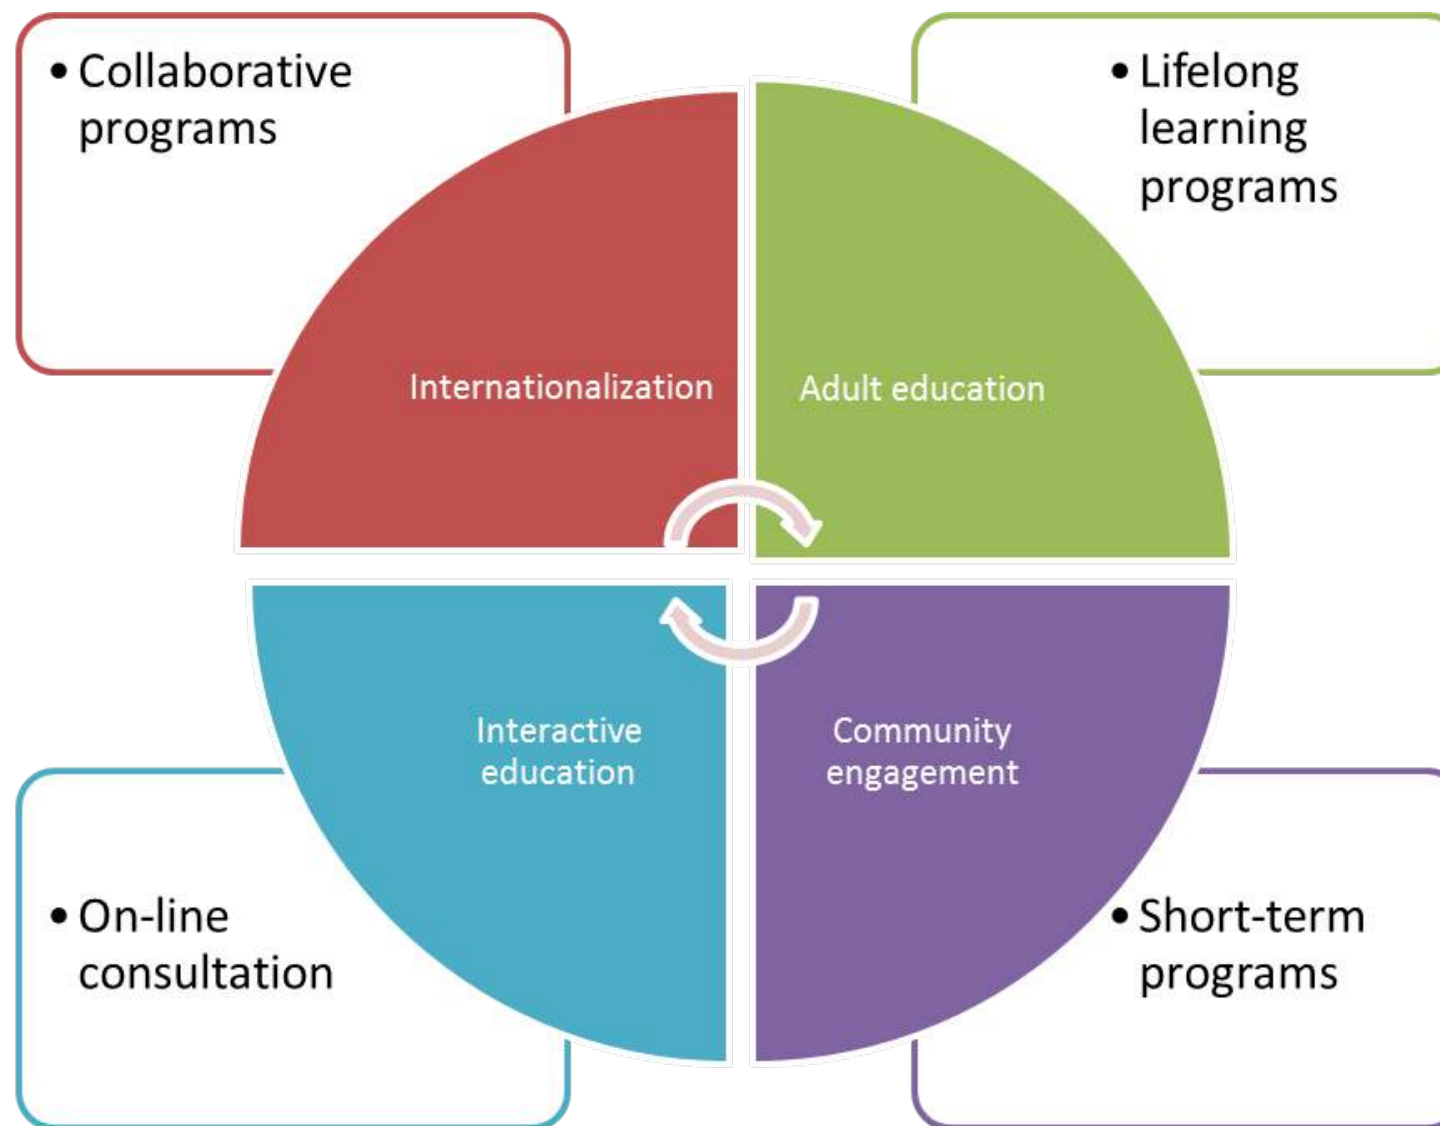 • Collaborative
programs
• Lifelong
learning
programs
Internationalization
Adult education
Interactive
education
Community
engagement
• On-line
consultation
• Short-term
programs